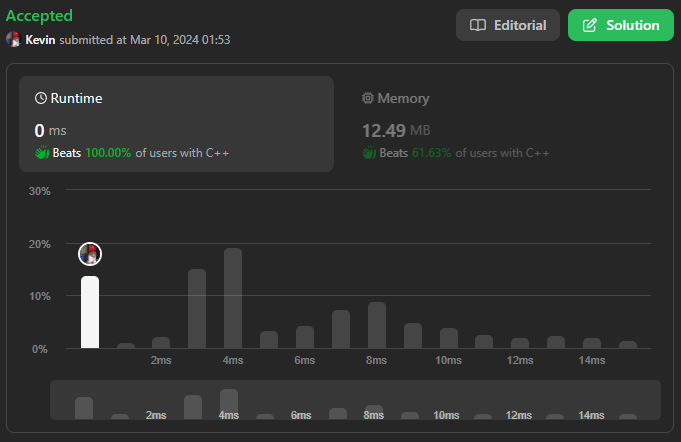 Accepted
Editorial
Solution
Kevin submitted at Mar 10, 2024 01:53
Runtime
Memory
0 ms
12.49 MB
Beats 100.00% of users with C++
Beats 61.63% of users with C++
30%
20%
10%
0%
2ms 4ms 6ms 8ms 10ms 12ms 14ms
2ms 4ms 6ms 8ms 10ms 12ms 14ms